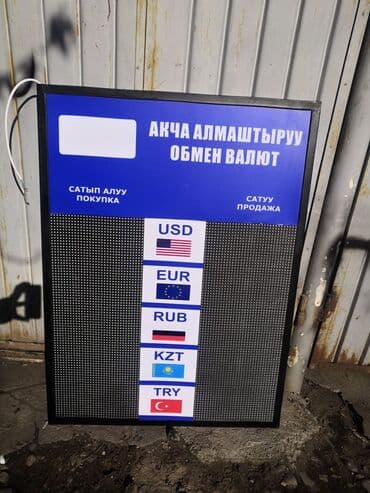 АКЧА АЛМАШТЫРУУ
ОБМЕН ВАЛЮТ
САТЫП АЛУУ
ПОКУПКА
САТУУ
ПРОДАЖА
USD
EUR
RUB
KZT
TRY